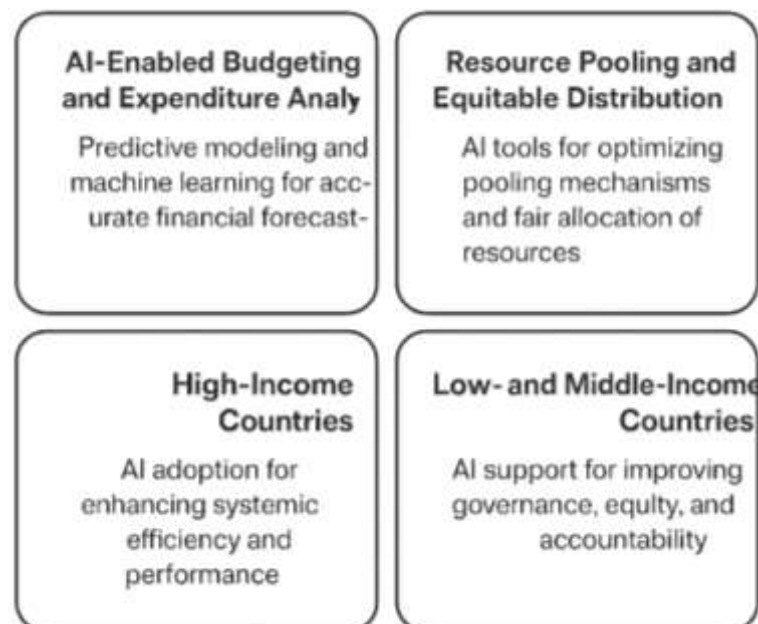 AI-Enabled Budgeting
and Expenditure Analy
Predictive modeling and
machine learning for acc-
urate financial forecast-
Resource Pooling and
Equitable Distribution
AI tools for optimizing
pooling mechanisms
and fair allocation of
resources
High-Income
Countries
AI adoption for
enhancing systemic
efficiency and
performance
Low- and Middle-Income
Countries
AI support for improving
governance, equlty, and
accountability